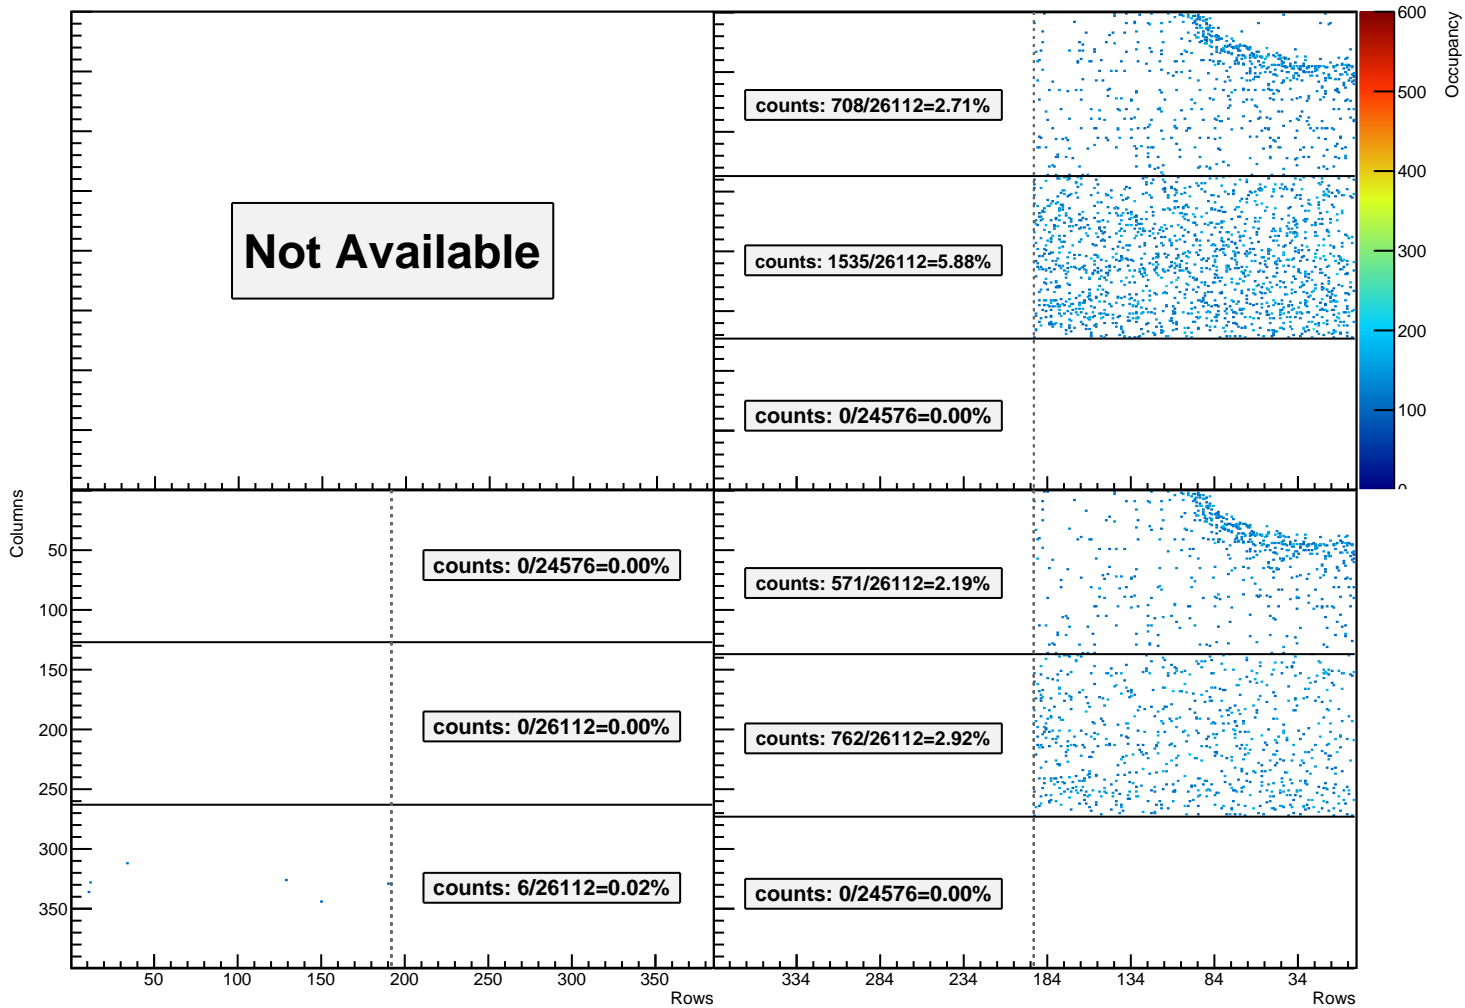 600
Occupancy
500
counts: 708/26112=2.71%
400
Not Available
counts: 1535/26112=5.88%
300
200
counts: 0/24576=0.00%
100
0
Columns
50
counts: 0/24576=0.00%
counts: 571/26112=2.19%
100
150
200
counts: 0/26112=0.00%
counts: 762/26112=2.92%
250
300
counts: 6/26112=0.02%
counts: 0/24576=0.00%
350
50 100 150 200 250 300 350
334 284 234 184 134 84 34
Rows
Rows